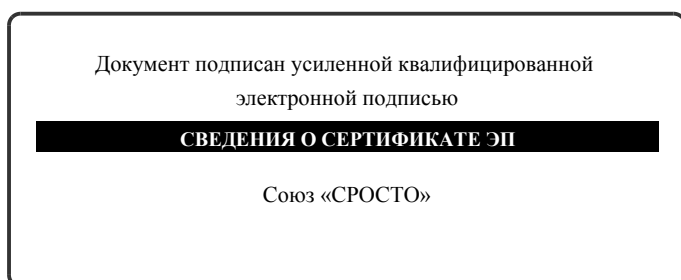 Документ подписан усиленной квалифицированной
электронной подписью
СВЕДЕНИЯ О СЕРТИФИКАТЕ ЭП
Союз «СРОСТО»